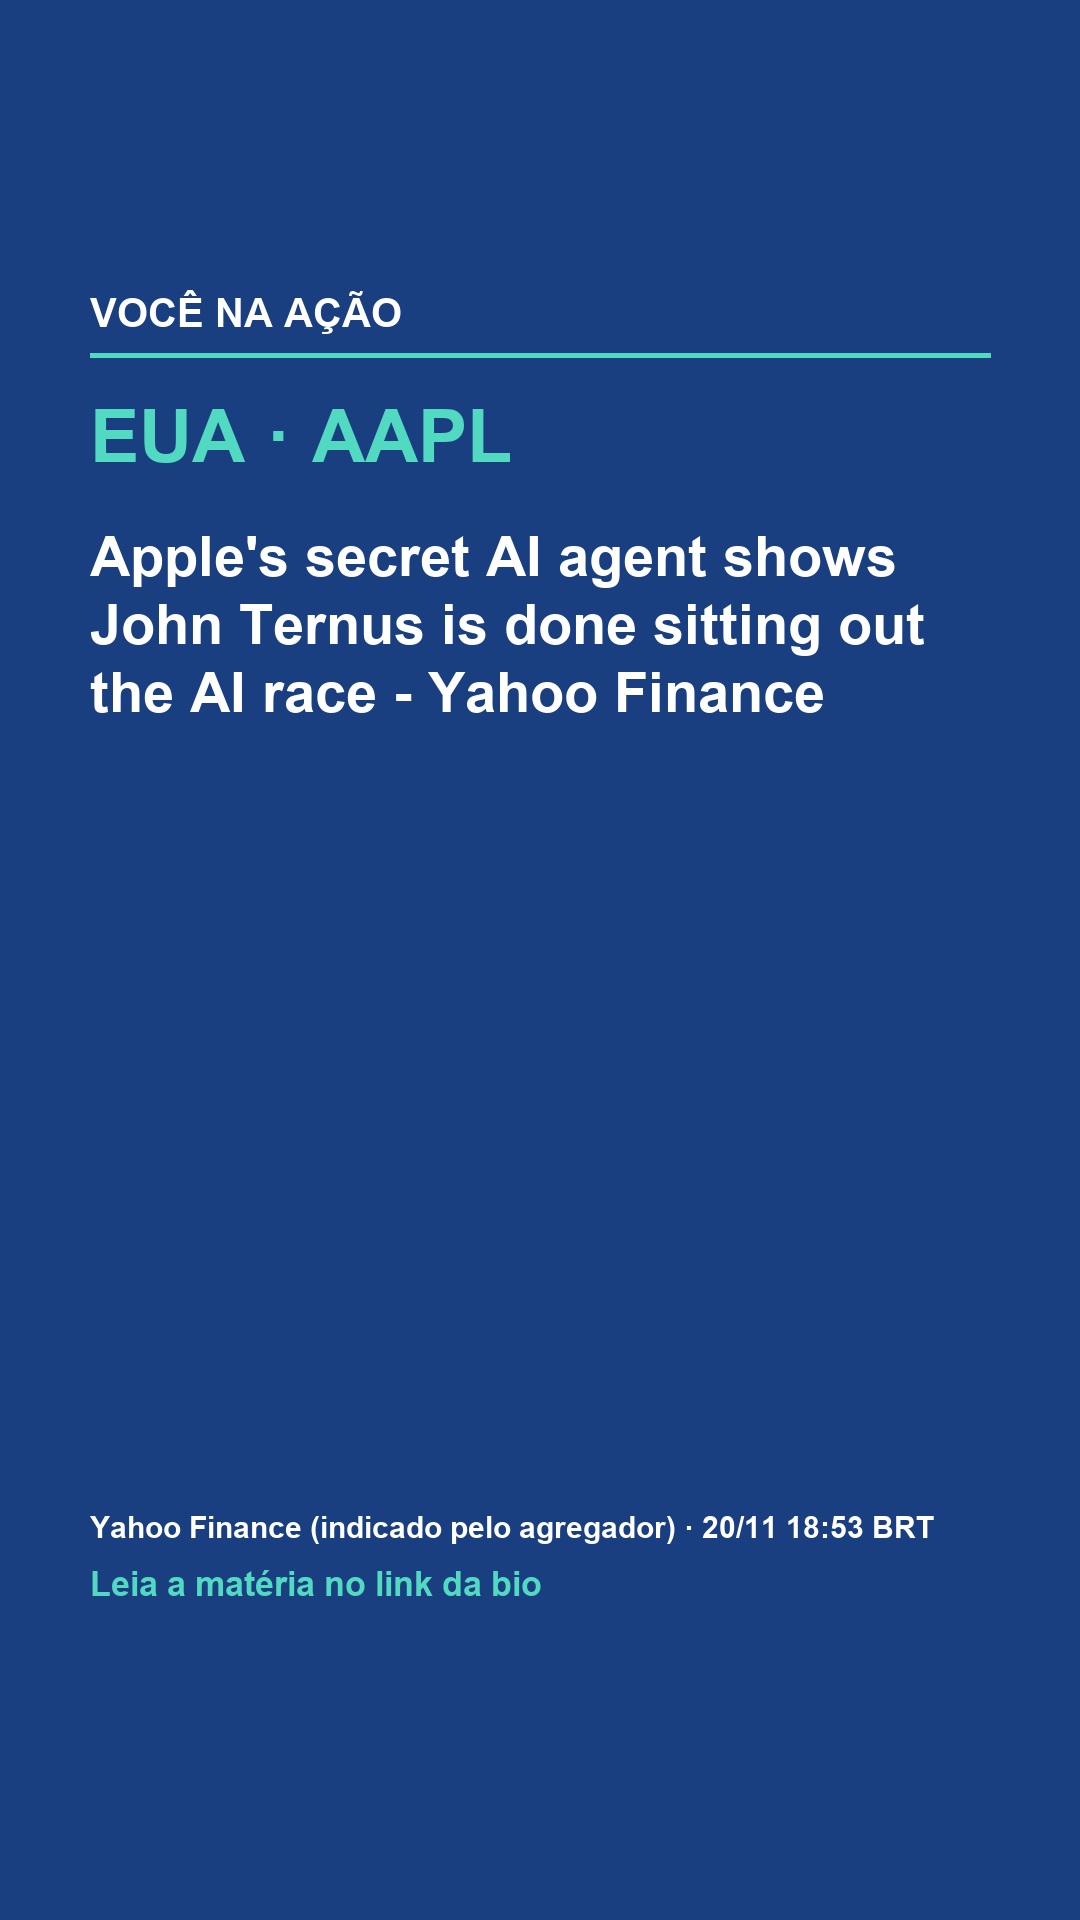 VOCÊ NA AÇÃO
EUA · AAPL
Apple's secret AI agent shows
John Ternus is done sitting out
the AI race - Yahoo Finance
Yahoo Finance (indicado pelo agregador) · 20/11 18:53 BRT
Leia a matéria no link da bio